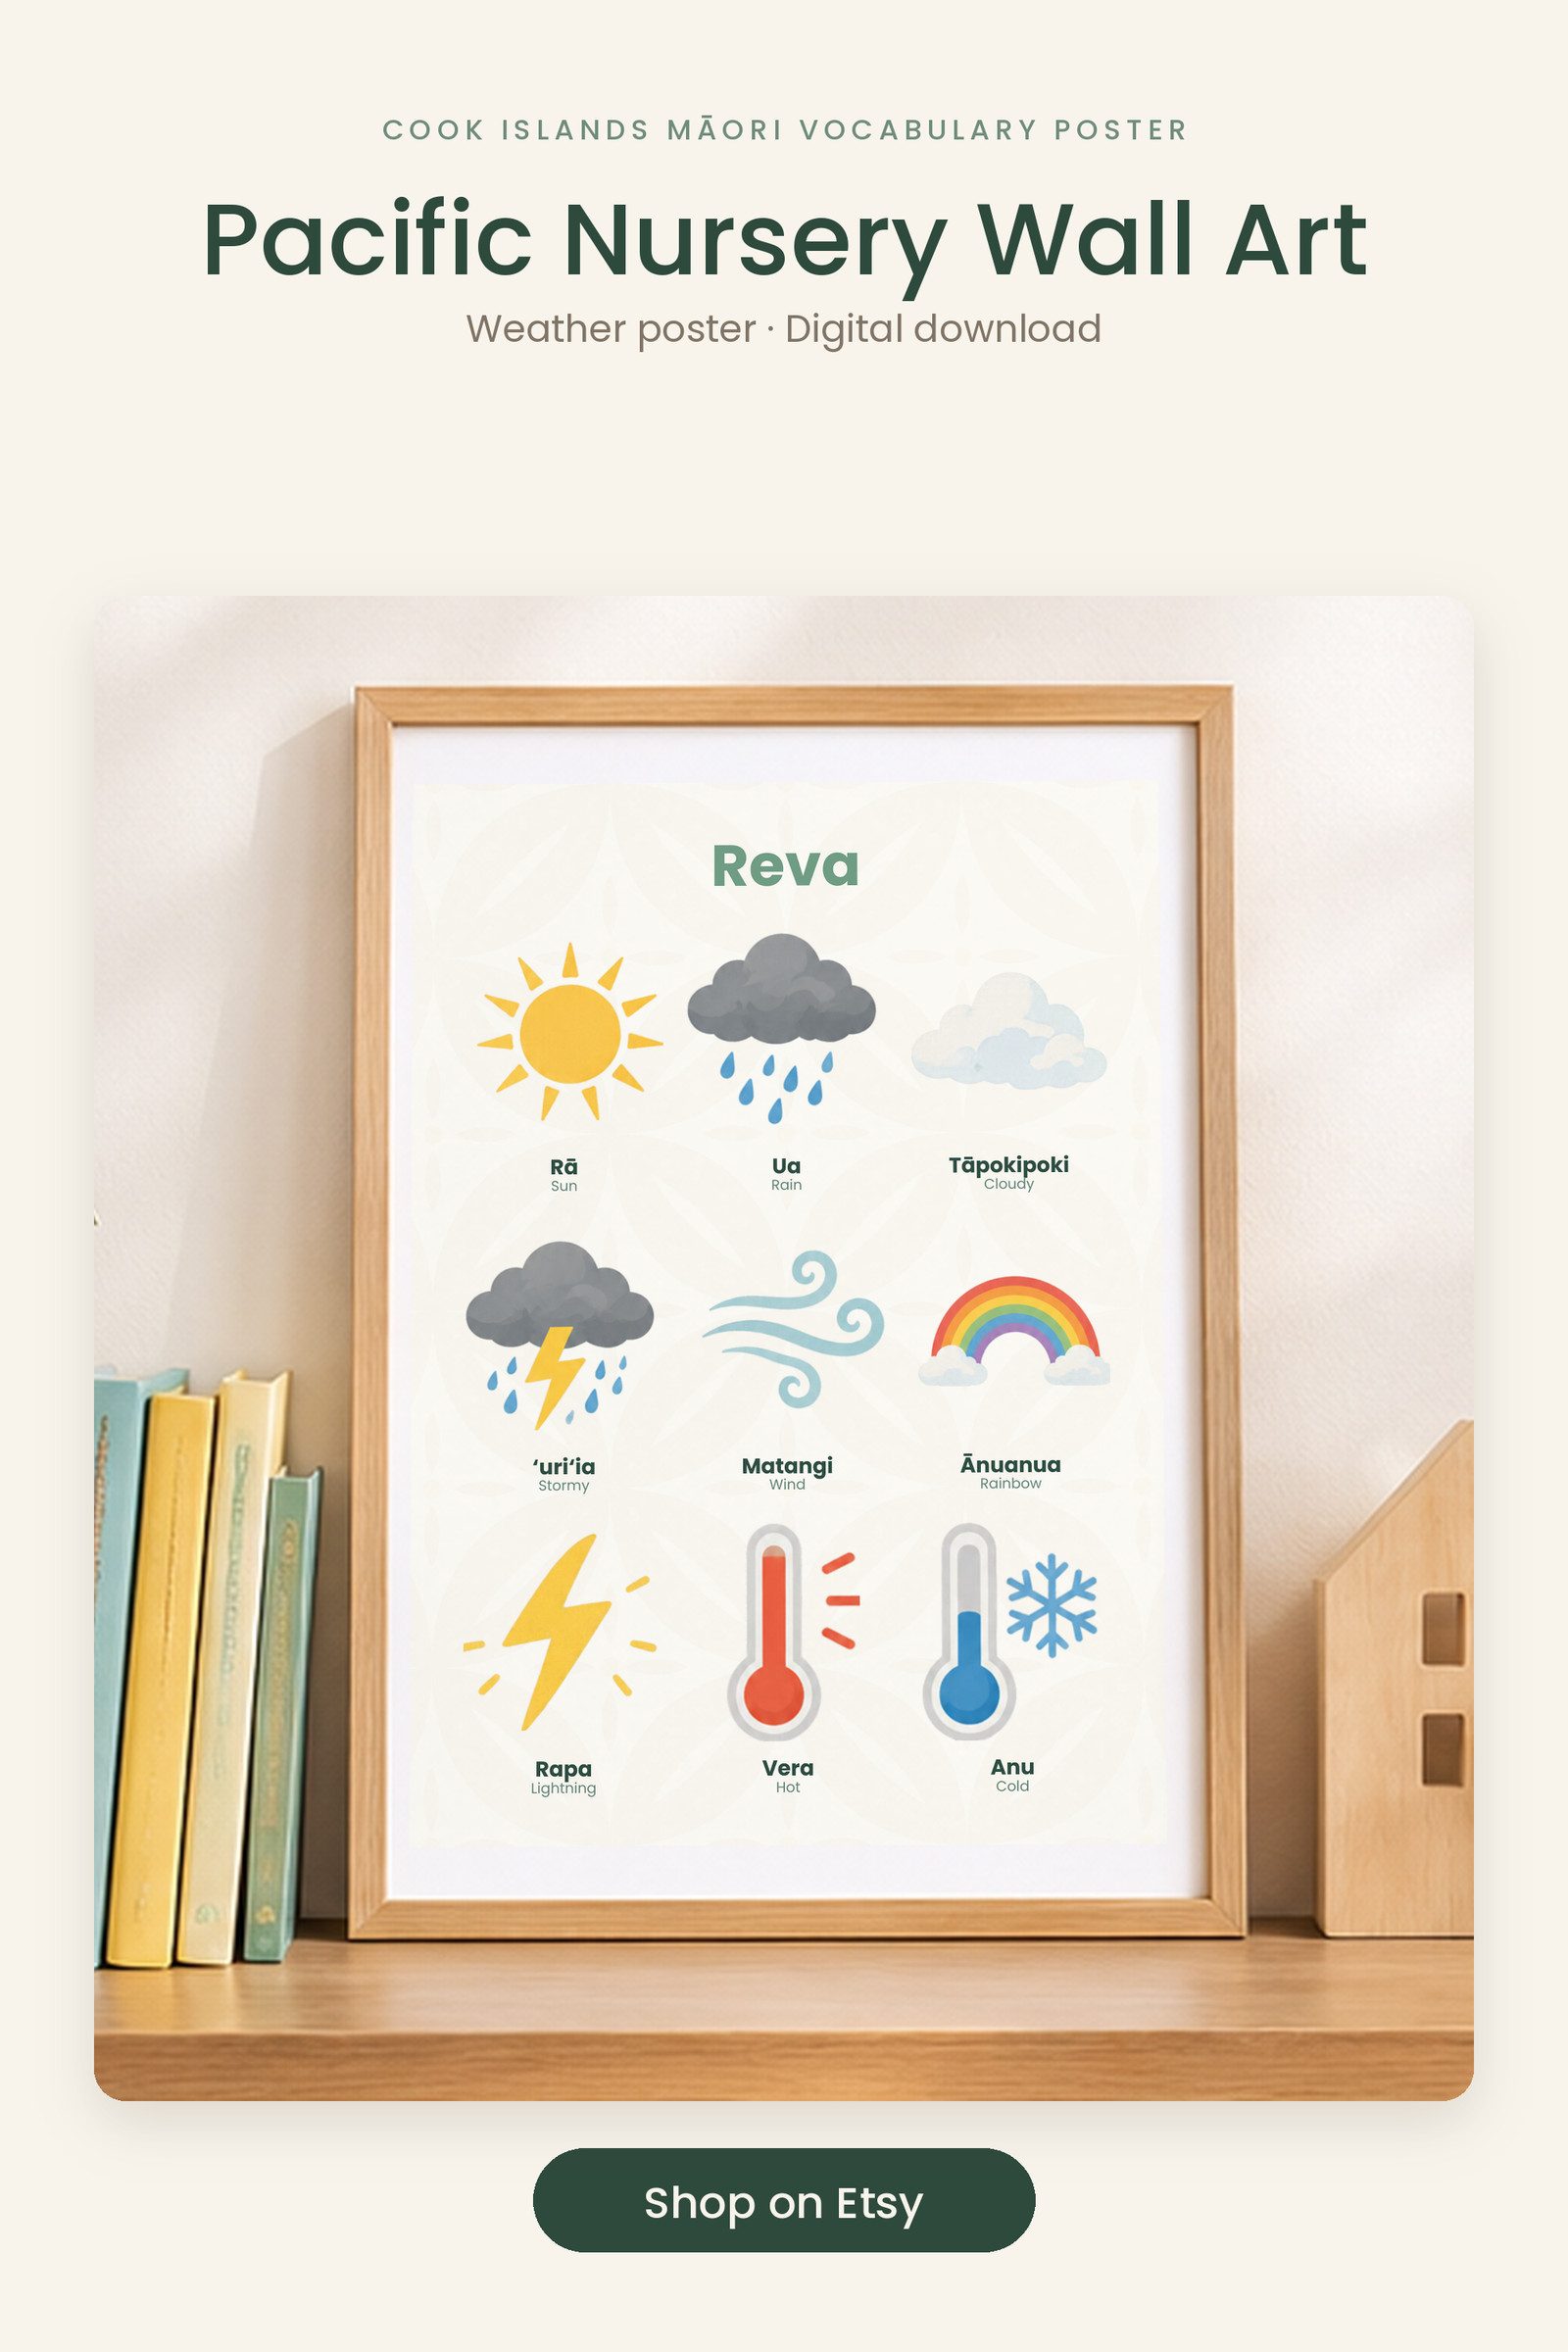 COOK ISLANDS MĀORI VOCABULARY POSTER
Pacific Nursery Wall Art
Weather poster · Digital download
Reva
Rā
Sun
Ua
Rain
Tāpokipoki
Cloudy
ʻuriʻia
Stormy
Matangi
Wind
Ānuanua
Rainbow
Rapa
Lightning
Vera
Hot
Anu
Cold
Shop on Etsy